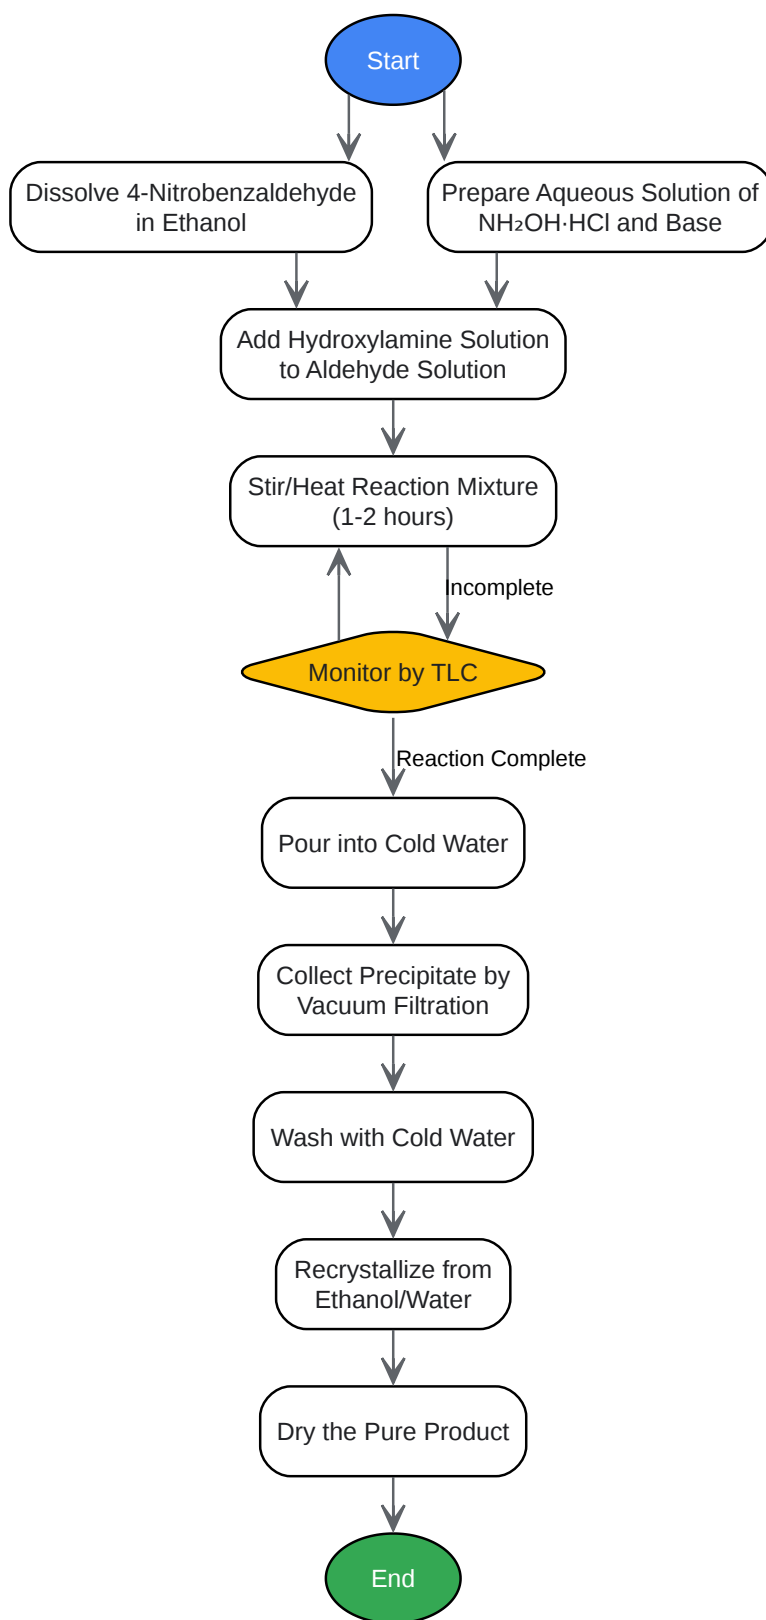 Start
Dissolve 4-Nitrobenzaldehyde
in Ethanol
Prepare Aqueous Solution of
NH₂OH·HCl and Base
Add Hydroxylamine Solution
to Aldehyde Solution
Stir/Heat Reaction Mixture
(1-2 hours)
Incomplete
Monitor by TLC
Reaction Complete
Pour into Cold Water
Collect Precipitate by
Vacuum Filtration
Wash with Cold Water
Recrystallize from
Ethanol/Water
Dry the Pure Product
End